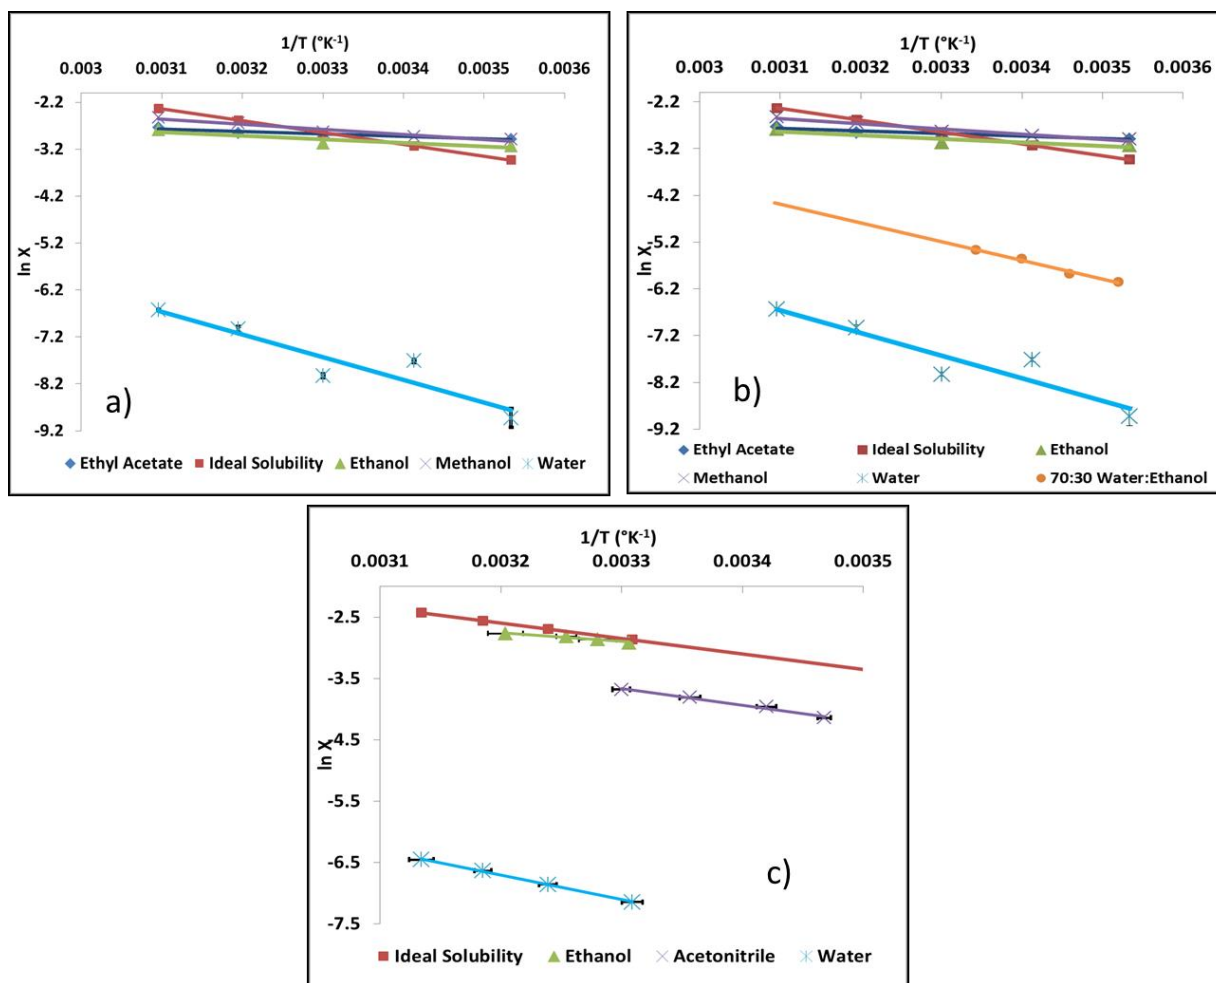 1/T (°K-1)
0.003 0.0031 0.0032 0.0033 0.0034 0.0035 0.0036
-2.2
-3.2
-4.2
-5.2
-6.2
-7.2
-8.2
-9.2
ln X
a)
Ethyl Acetate Ideal Solubility Ethanol Methanol Water
1/T (°K-1)
0.003 0.0031 0.0032 0.0033 0.0034 0.0035 0.0036
-2.2
-3.2
-4.2
-5.2
-6.2
-7.2
-8.2
-9.2
ln X
b)
Ethyl Acetate Ideal Solubility Ethanol
Methanol Water 70:30 Water:Ethanol
1/T (°K-1)
0.0031 0.0032 0.0033 0.0034 0.0035
-2.5
-3.5
-4.5
-5.5
-6.5
-7.5
ln X
c)
Ideal Solubility Ethanol Acetonitrile Water